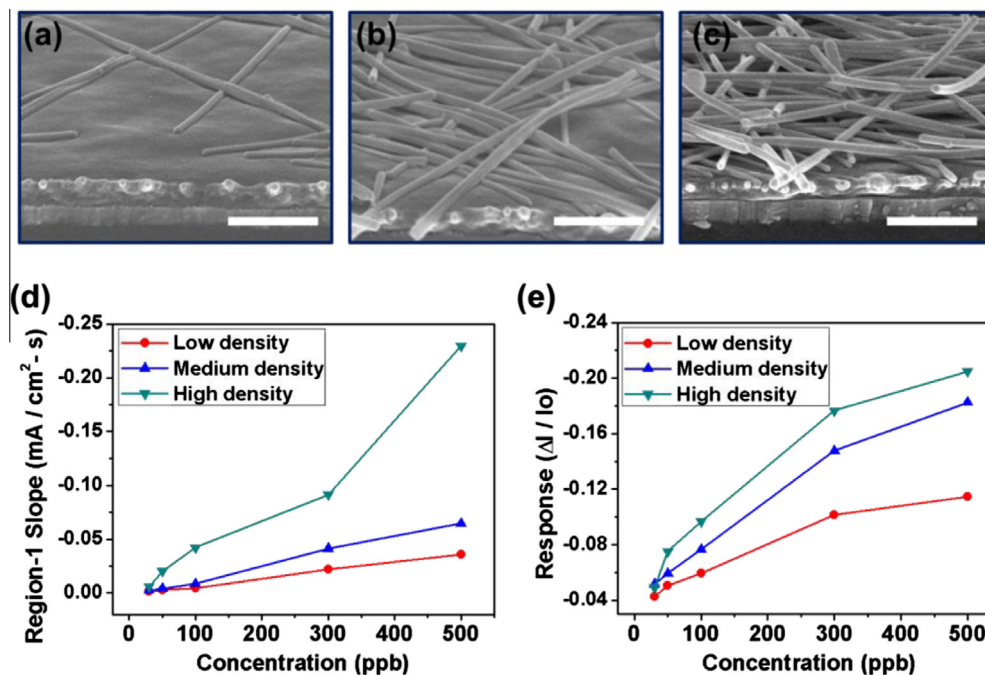 (a)
(b)
(c)
(d)
-0.25
-0.20
-0.15
-0.10
-0.05
0.00
Region-1 Slope (mA / cm² - s)
Low density
Medium density
High density
0
100
200
300
400
500
Concentration (ppb)
(e)
-0.24
-0.20
-0.16
-0.12
-0.08
-0.04
Response (ΔI / Io)
Low density
Medium density
High density
0
100
200
300
400
500
Concentration (ppb)